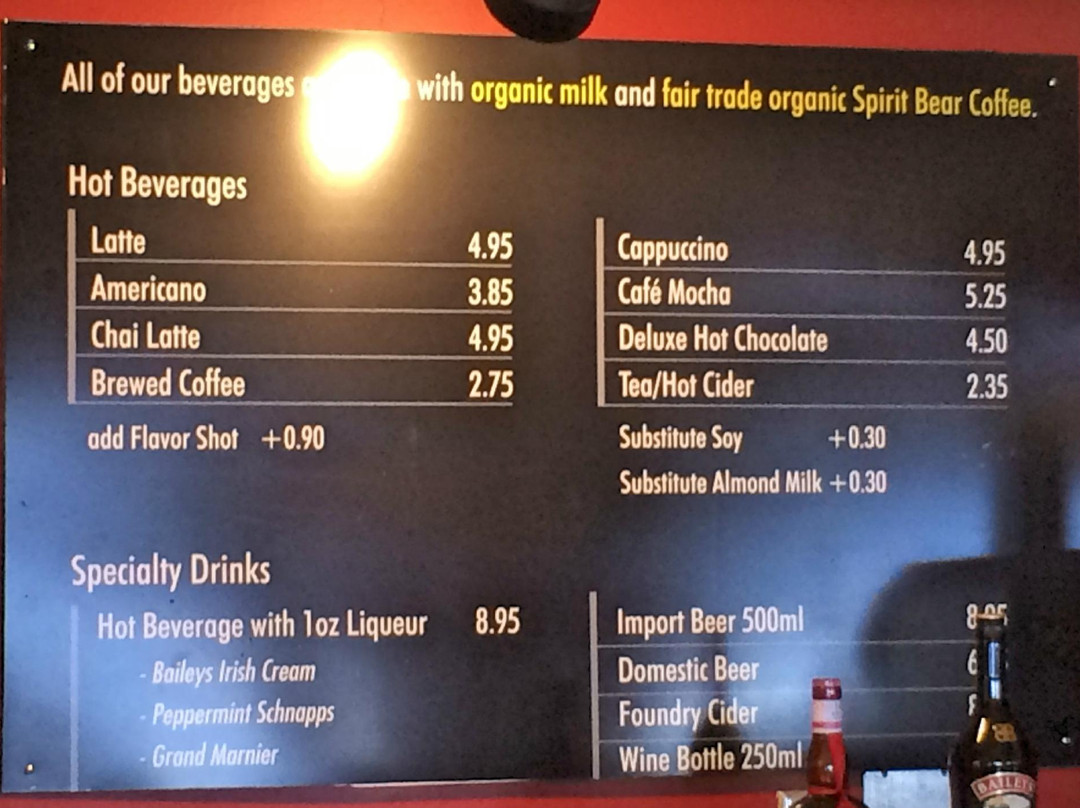 All of our beverages with organic milk and fair trade organic Spirit Bear Coffee.
Hot Beverages
Latte 4.95
Americano 3.85
Chai Latte 4.95
Brewed Coffee 2.75
add Flavor Shot +0.90
Cappuccino 4.95
Café Mocha 5.25
Deluxe Hot Chocolate 4.50
Tea/Hot Cider 2.35
Substitute Soy +0.30
Substitute Almond Milk +0.30
Specialty Drinks
Hot Beverage with 1oz Liqueur 8.95
- Baileys Irish Cream
- Peppermint Schnapps
- Grand Marnier
Import Beer 500ml
Domestic Beer
Foundry Cider
Wine Bottle 250ml
BAILEYS